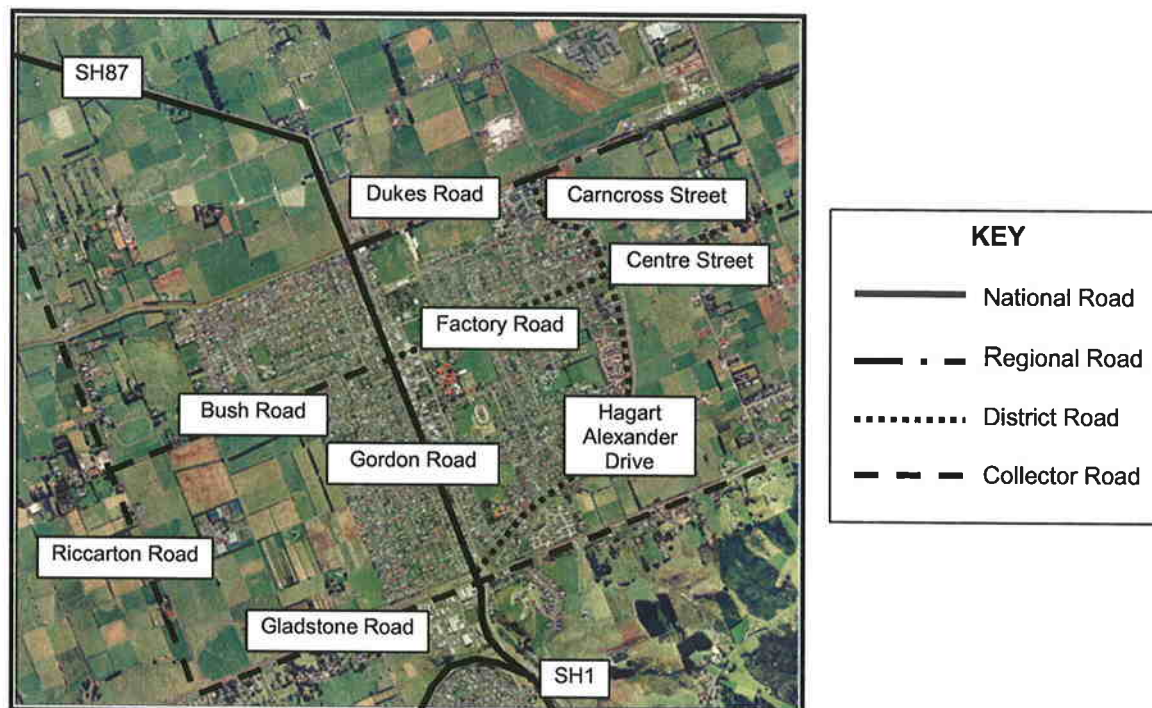 SH87
Dukes Road
Carncross Street
Centre Street
Factory Road
Bush Road
Hagart
Alexander
Drive
Gordon Road
Riccarton Road
Gladstone Road
SH1
KEY
National Road
Regional Road
District Road
Collector Road